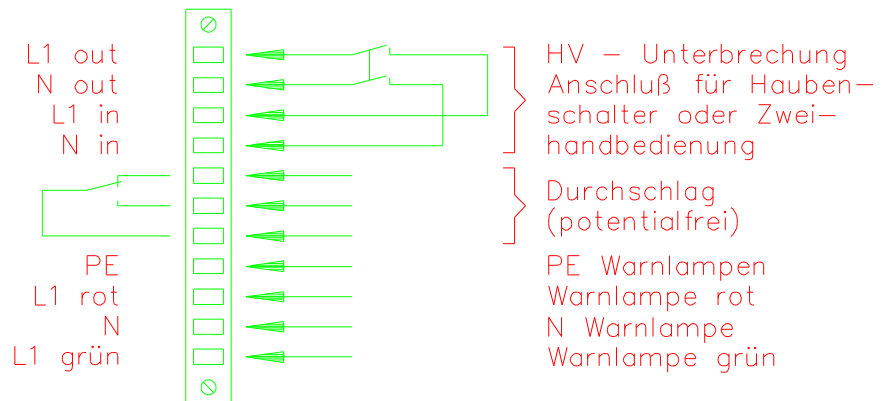 L1 out
N out
L1 in
N in
PE
L1 rot
N
L1 grün
HV – Unterbrechung
Anschluß für Hauben–
schalter oder Zwei–
handbedienung
Durchschlag
(potentialfrei)
PE Warnlampen
Warnlampe rot
N Warnlampe
Warnlampe grün